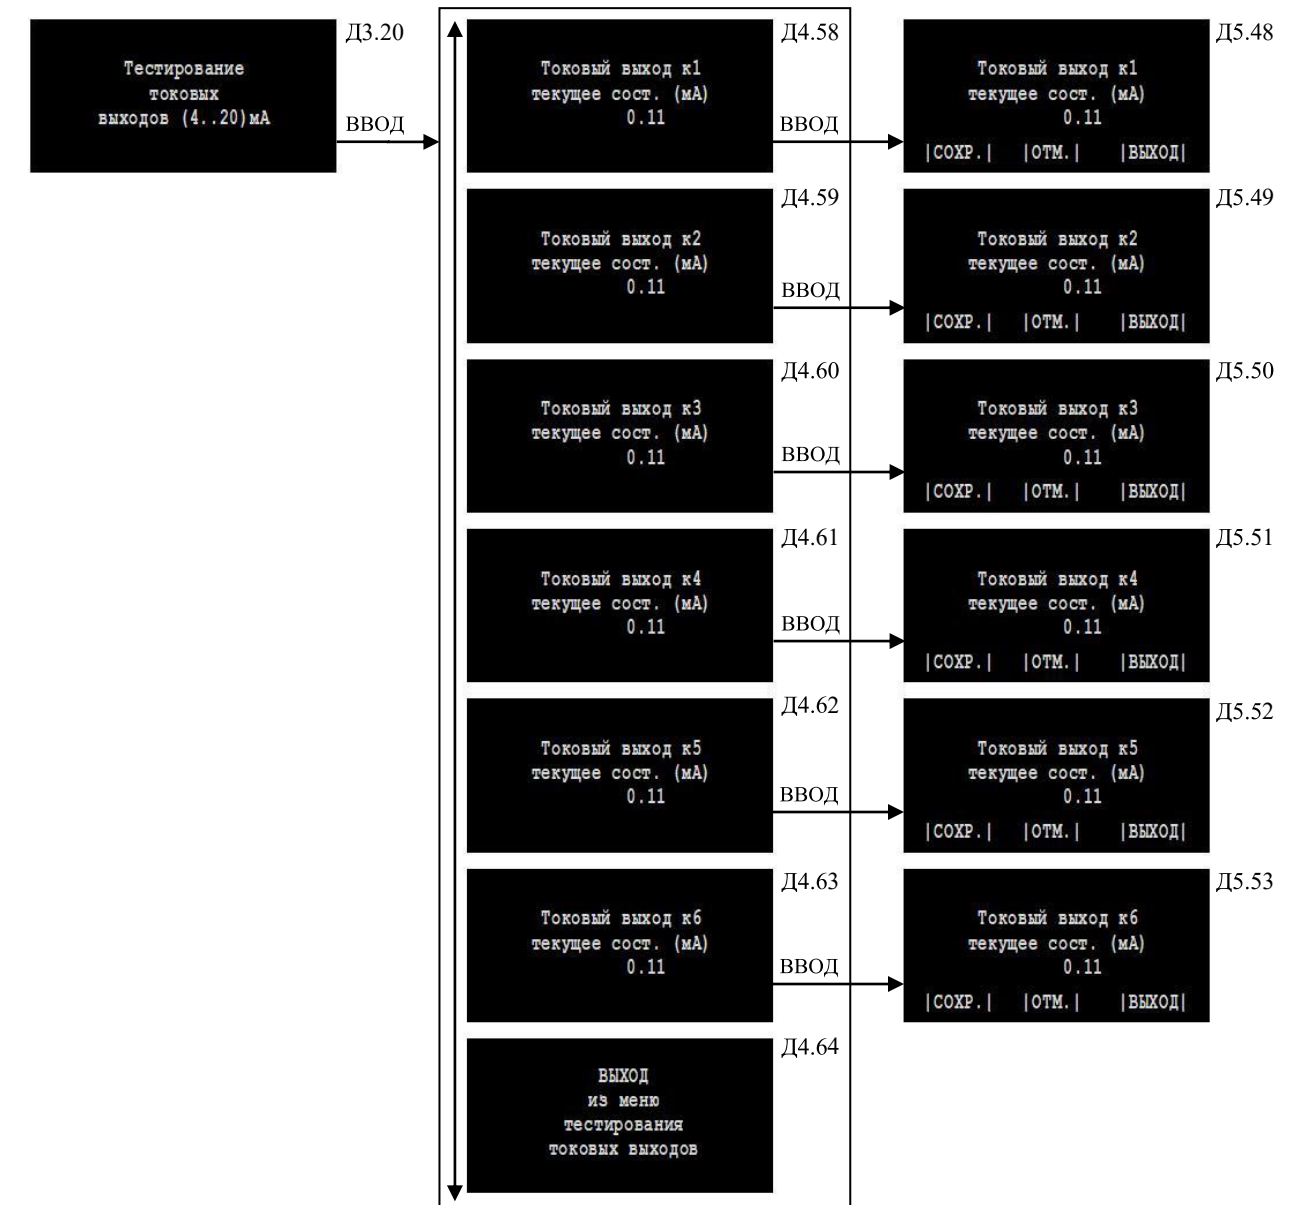 Д3.20
Тестирование
токовых
выходов (4..20)мА
ВВОД
Д4.58
Токовый выход к1
текущее сост. (мА)
0.11
ВВОД
Д5.48
Токовый выход к1
текущее сост. (мА)
0.11
|СОХР.| |ОТМ.| |ВЫХОД|
Д4.59
Токовый выход к2
текущее сост. (мА)
0.11
ВВОД
Д5.49
Токовый выход к2
текущее сост. (мА)
0.11
|СОХР.| |ОТМ.| |ВЫХОД|
Д4.60
Токовый выход к3
текущее сост. (мА)
0.11
ВВОД
Д5.50
Токовый выход к3
текущее сост. (мА)
0.11
|СОХР.| |ОТМ.| |ВЫХОД|
Д4.61
Токовый выход к4
текущее сост. (мА)
0.11
ВВОД
Д5.51
Токовый выход к4
текущее сост. (мА)
0.11
|СОХР.| |ОТМ.| |ВЫХОД|
Д4.62
Токовый выход к5
текущее сост. (мА)
0.11
ВВОД
Д5.52
Токовый выход к5
текущее сост. (мА)
0.11
|СОХР.| |ОТМ.| |ВЫХОД|
Д4.63
Токовый выход к6
текущее сост. (мА)
0.11
ВВОД
Д5.53
Токовый выход к6
текущее сост. (мА)
0.11
|СОХР.| |ОТМ.| |ВЫХОД|
Д4.64
ВЫХОД
из меню
тестирования
токовых выходов